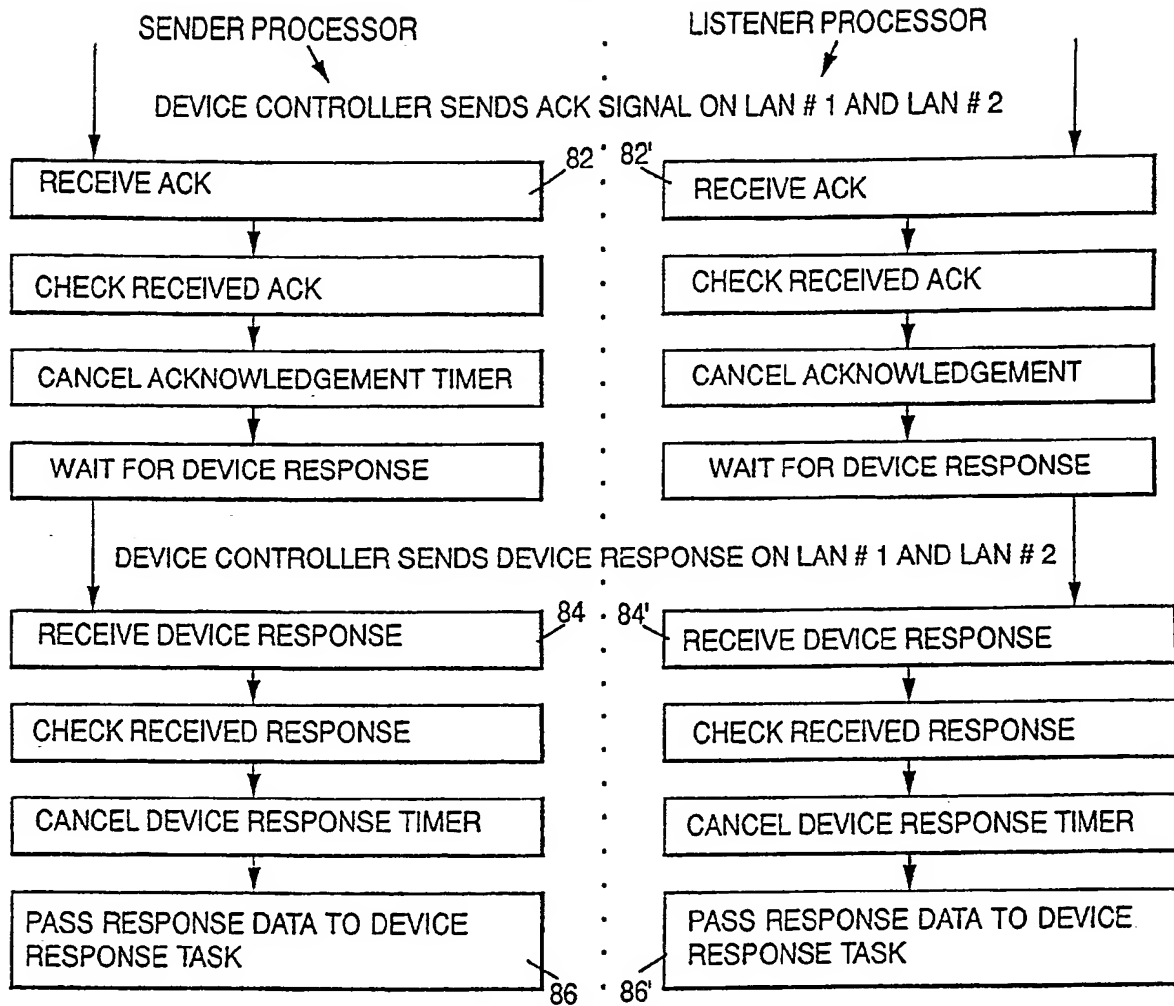 SENDER PROCESSOR
LISTENER PROCESSOR
DEVICE CONTROLLER SENDS ACK SIGNAL ON LAN # 1 AND LAN # 2
82
82'
RECEIVE ACK
RECEIVE ACK
CHECK RECEIVED ACK
CHECK RECEIVED ACK
CANCEL ACKNOWLEDGEMENT TIMER
CANCEL ACKNOWLEDGEMENT
WAIT FOR DEVICE RESPONSE
WAIT FOR DEVICE RESPONSE
DEVICE CONTROLLER SENDS DEVICE RESPONSE ON LAN # 1 AND LAN # 2
84
84'
RECEIVE DEVICE RESPONSE
RECEIVE DEVICE RESPONSE
CHECK RECEIVED RESPONSE
CHECK RECEIVED RESPONSE
CANCEL DEVICE RESPONSE TIMER
CANCEL DEVICE RESPONSE TIMER
PASS RESPONSE DATA TO DEVICE
RESPONSE TASK
PASS RESPONSE DATA TO DEVICE
RESPONSE TASK
86
86'